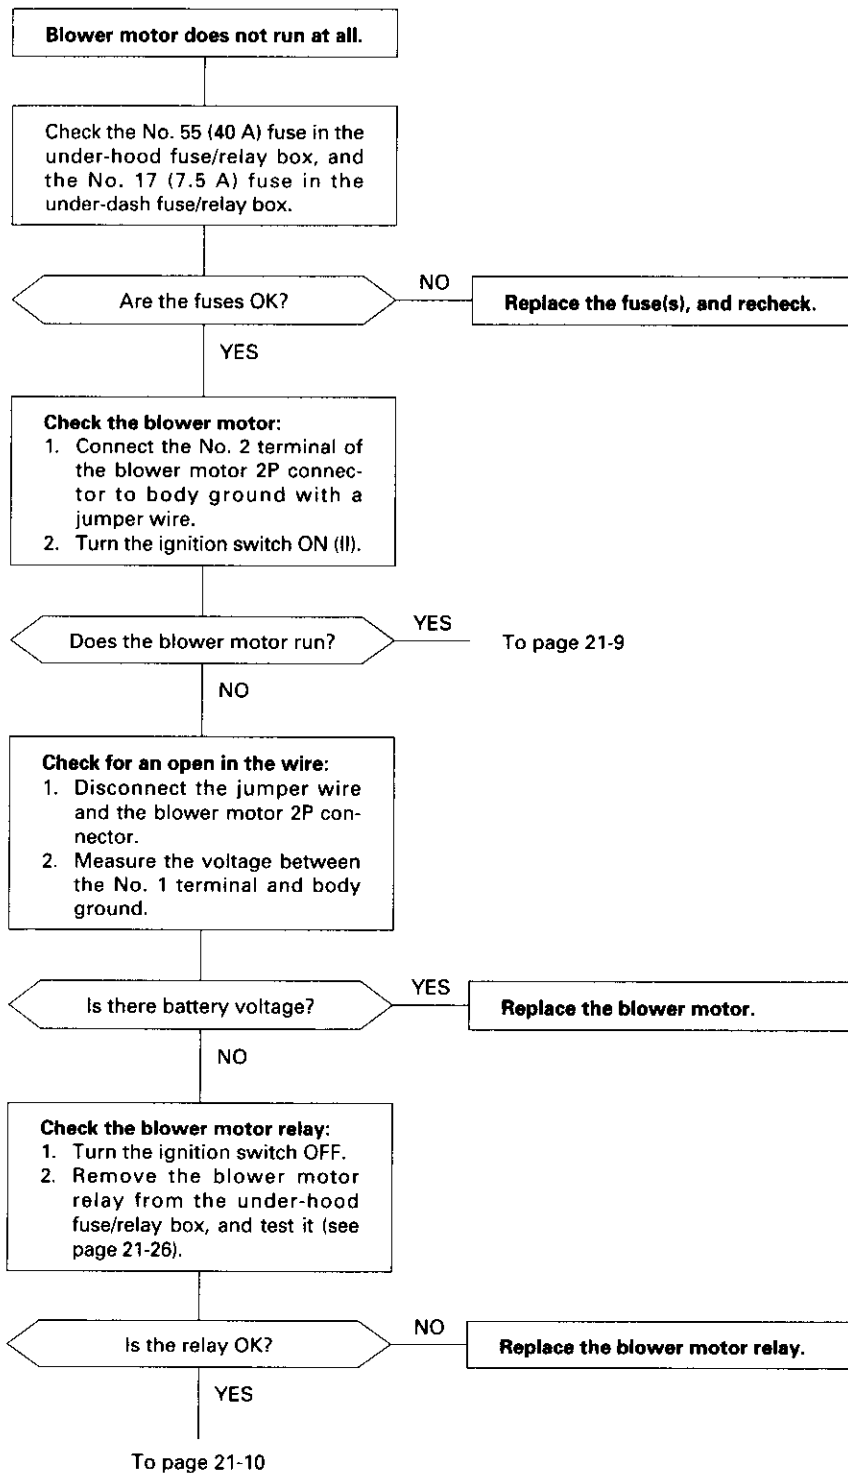 Blower motor does not run at all.
Check the No. 55 (40 A) fuse in the
under-hood fuse/relay box, and
the No. 17 (7.5 A) fuse in the
under-dash fuse/relay box.
Are the fuses OK?
NO
Replace the fuse(s), and recheck.
YES
Check the blower motor:
1. Connect the No. 2 terminal of
the blower motor 2P connec-
tor to body ground with a
jumper wire.
2. Turn the ignition switch ON (II).
Does the blower motor run?
YES
To page 21-9
NO
Check for an open in the wire:
1. Disconnect the jumper wire
and the blower motor 2P con-
nector.
2. Measure the voltage between
the No. 1 terminal and body
ground.
Is there battery voltage?
YES
Replace the blower motor.
NO
Check the blower motor relay:
1. Turn the ignition switch OFF.
2. Remove the blower motor
relay from the under-hood
fuse/relay box, and test it (see
page 21-26).
Is the relay OK?
NO
Replace the blower motor relay.
YES
To page 21-10